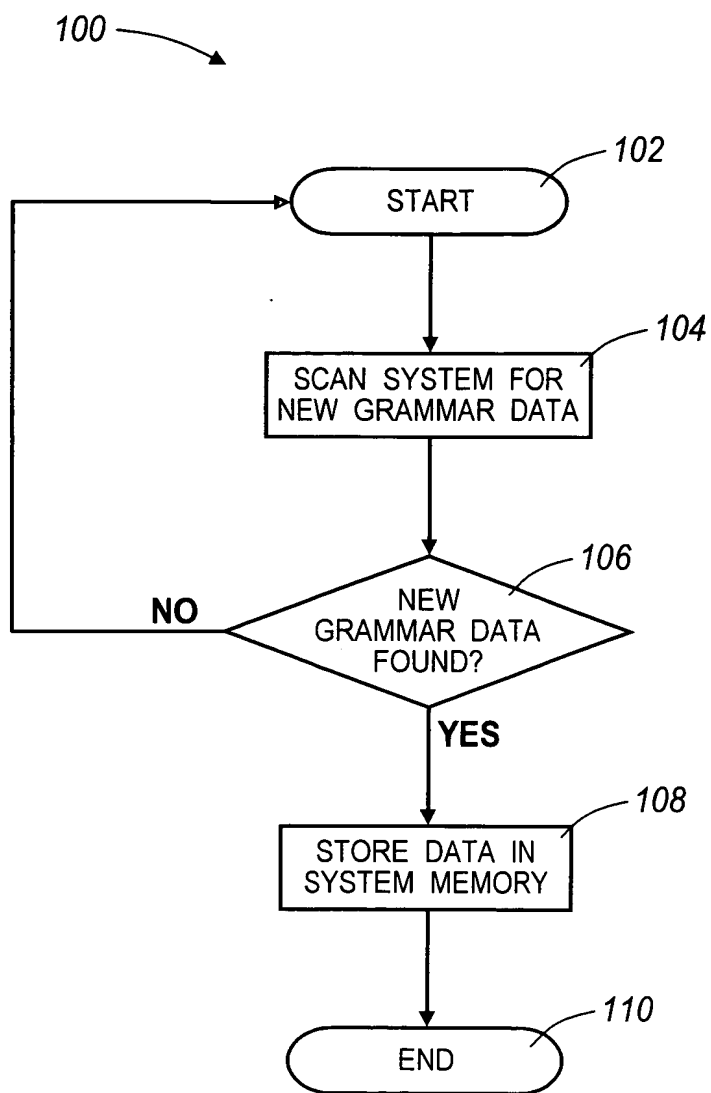 100
102
START
104
SCAN SYSTEM FOR
NEW GRAMMAR DATA
106
NEW
GRAMMAR DATA
FOUND?
NO
YES
108
STORE DATA IN
SYSTEM MEMORY
110
END